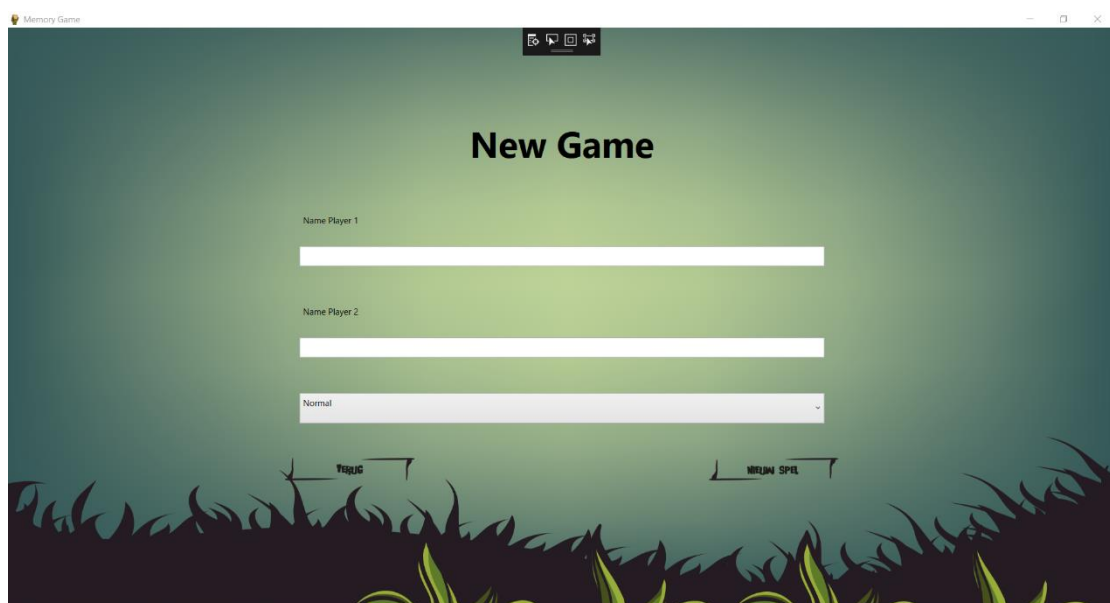 Memory Game
New Game
Name Player 1
Name Player 2
Normal
TERUG
NIEUW SPEL